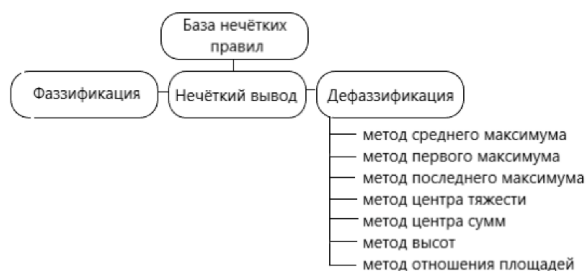 База нечётких
правил
Фаззификация
Нечёткий вывод
Дефаззификация
метод среднего максимума
метод первого максимума
метод последнего максимума
метод центра тяжести
метод центра сумм
метод высот
метод отношения площадей